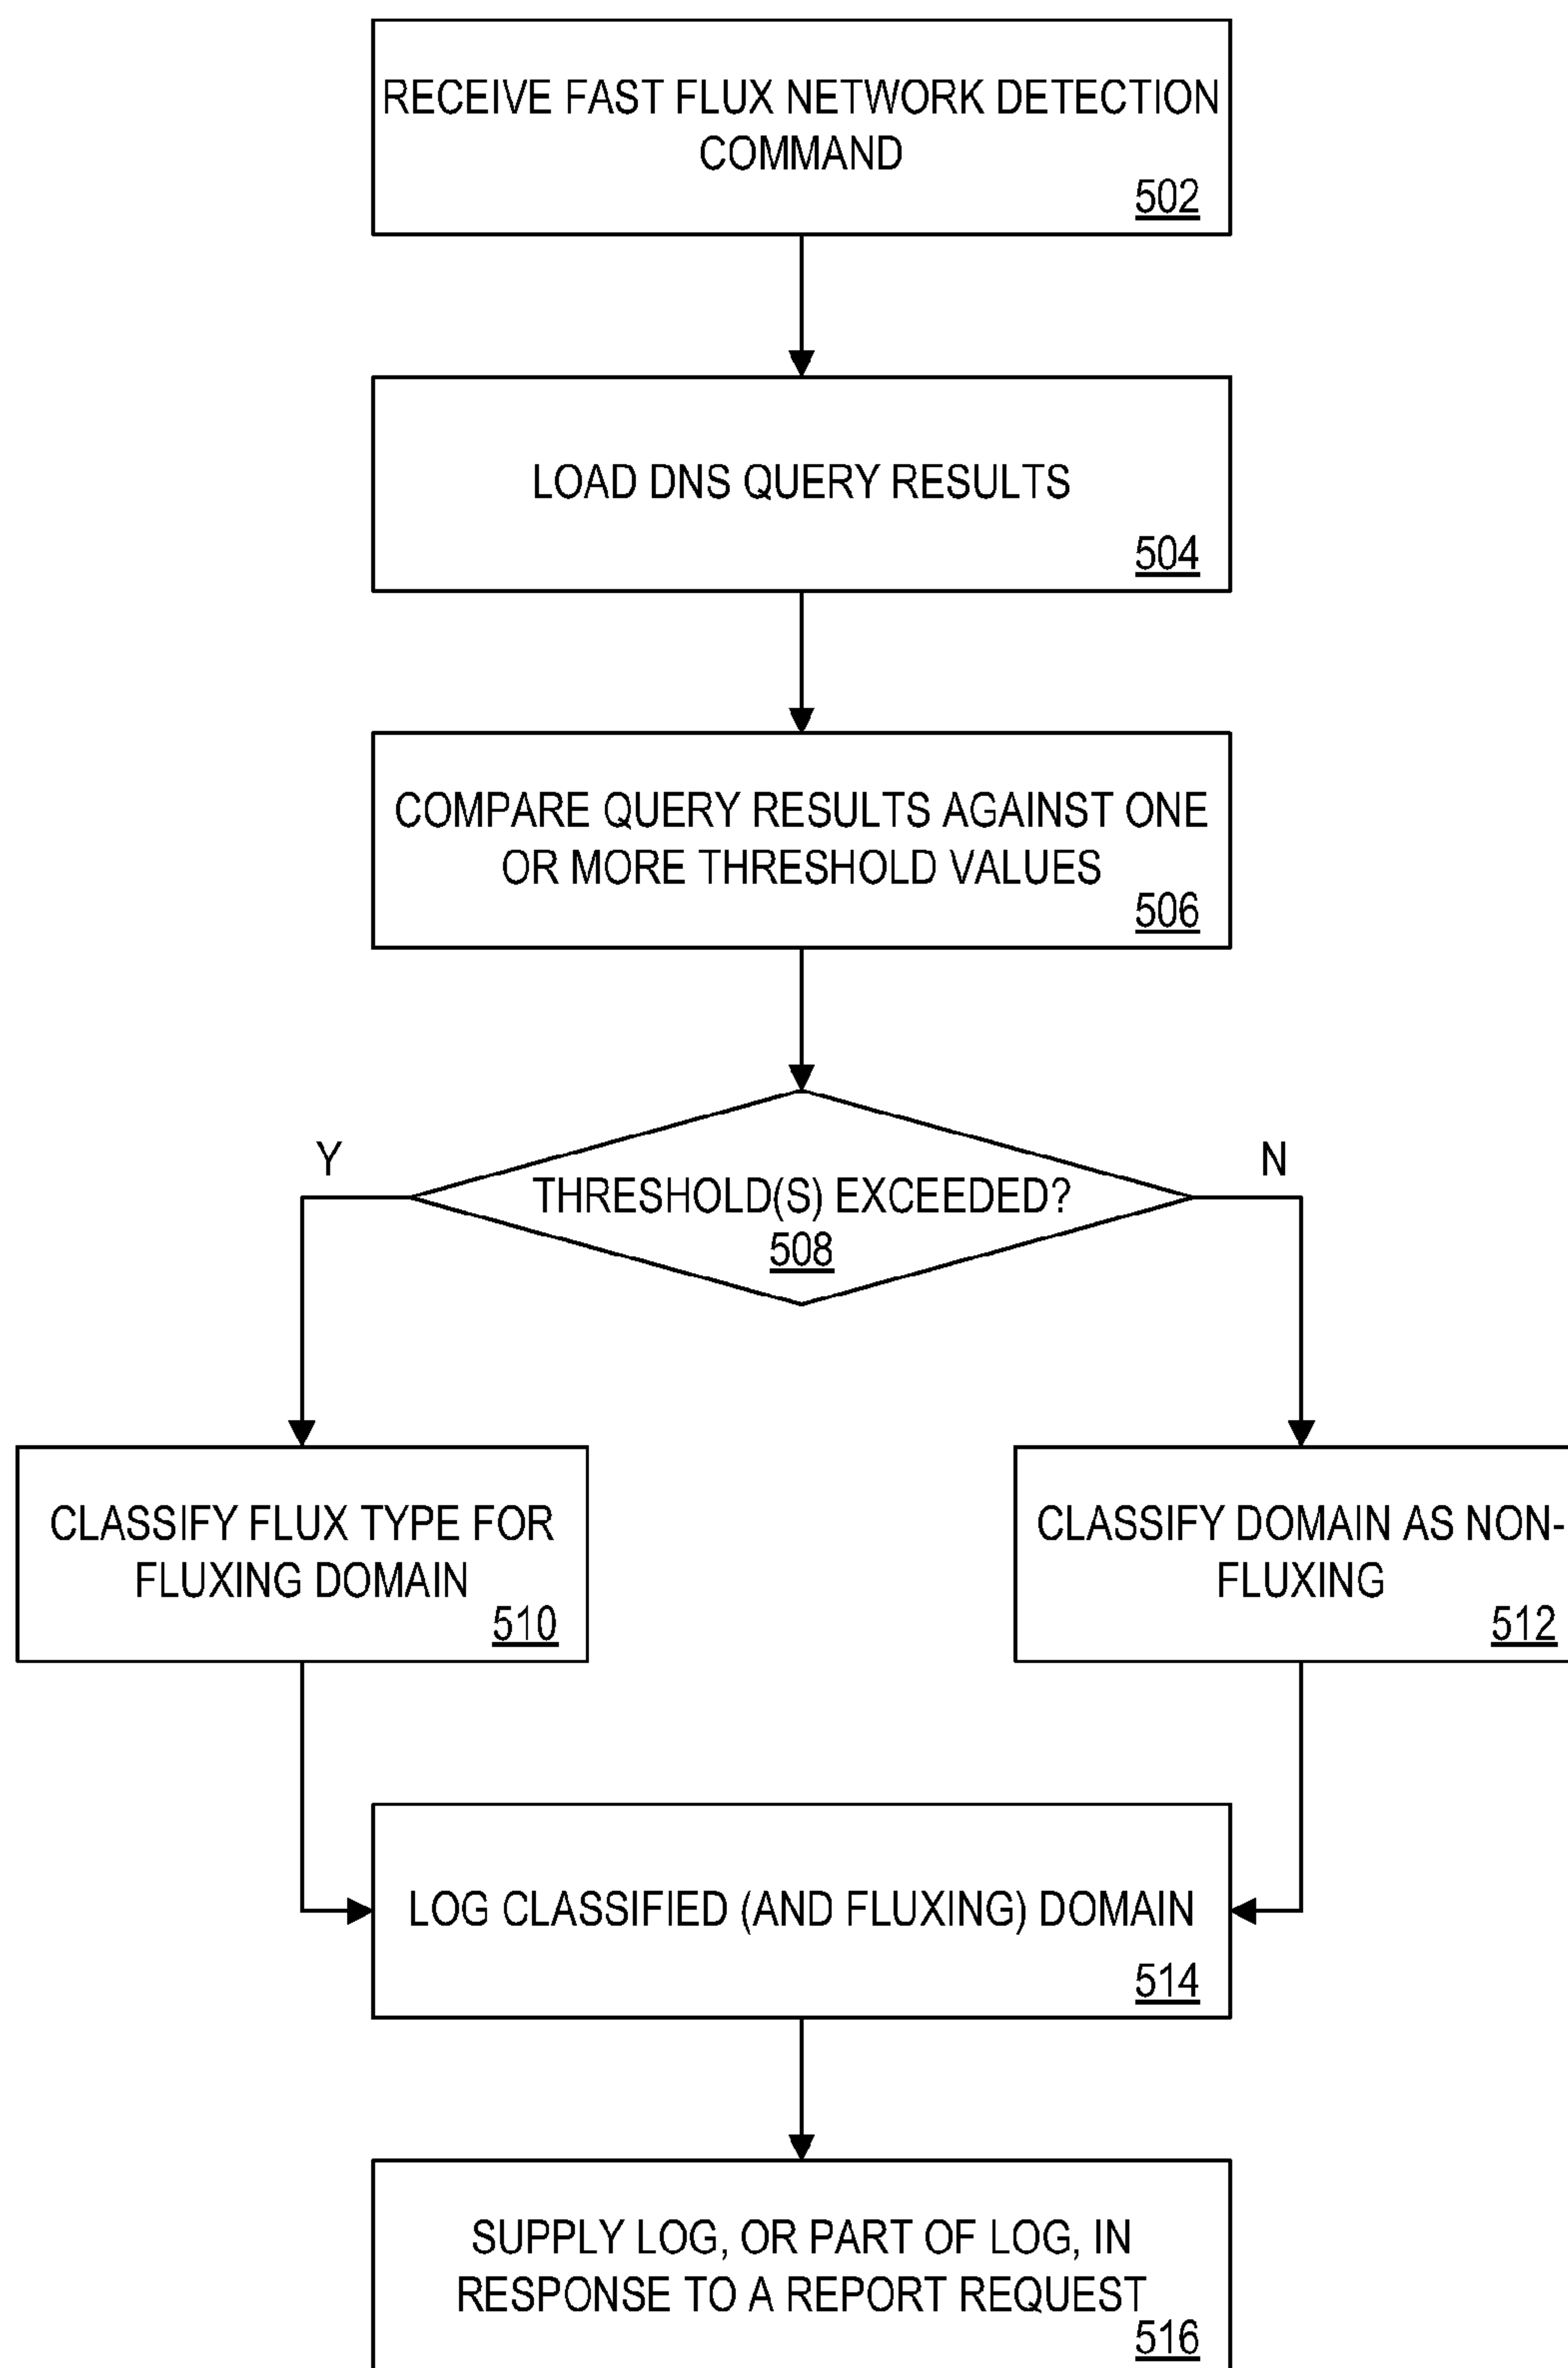 RECEIVE FAST FLUX NETWORK DETECTION
COMMAND
502
LOAD DNS QUERY RESULTS
504
COMPARE QUERY RESULTS AGAINST ONE
OR MORE THRESHOLD VALUES
506
Y
N
THRESHOLD(S) EXCEEDED?
508
CLASSIFY FLUX TYPE FOR
FLUXING DOMAIN
510
CLASSIFY DOMAIN AS NON-
FLUXING
512
LOG CLASSIFIED (AND FLUXING) DOMAIN
514
SUPPLY LOG, OR PART OF LOG, IN
RESPONSE TO A REPORT REQUEST
516